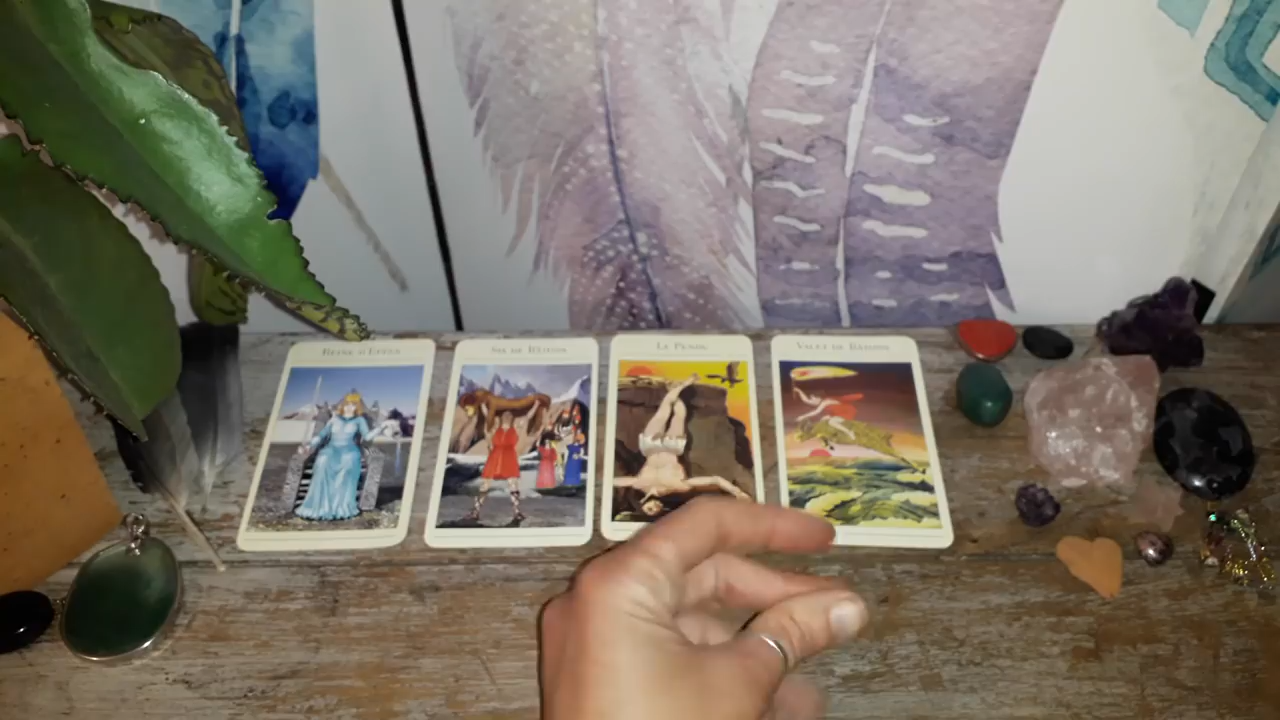 REINE D'EPÉES
SIX DE BÂTONS
LE PENDU
VALET DE BÂTONS